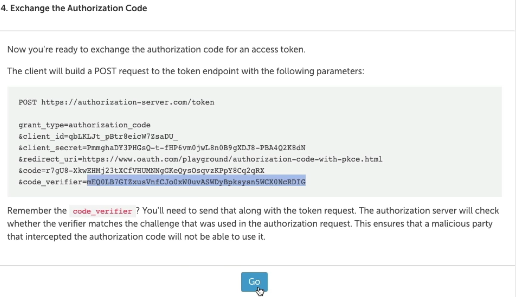 4. Exchange the Authorization Code
Now you're ready to exchange the authorization code for an access token.
The client will build a POST request to the token endpoint with the following parameters:
POST https://authorization-server.com/token
grant_type=authorization_code
&client_id=qbLKLJt_pBtr8eicW7ZsaDU_
&client_secret=PmmghaDY3PHGsQ-t-fHP6vm0jwL8n0B9gXDJ8-PBA4Q2K8dN
&redirect_uri=https://www.oauth.com/playground/authorization-code-with-pkce.html
&code=
&code_verifier=
Remember the code_verifier ? You'll need to send that along with the token request. The authorization server will check
whether the verifier matches the challenge that was used in the authorization request. This ensures that a malicious party
that intercepted the authorization code will not be able to use it.
Go